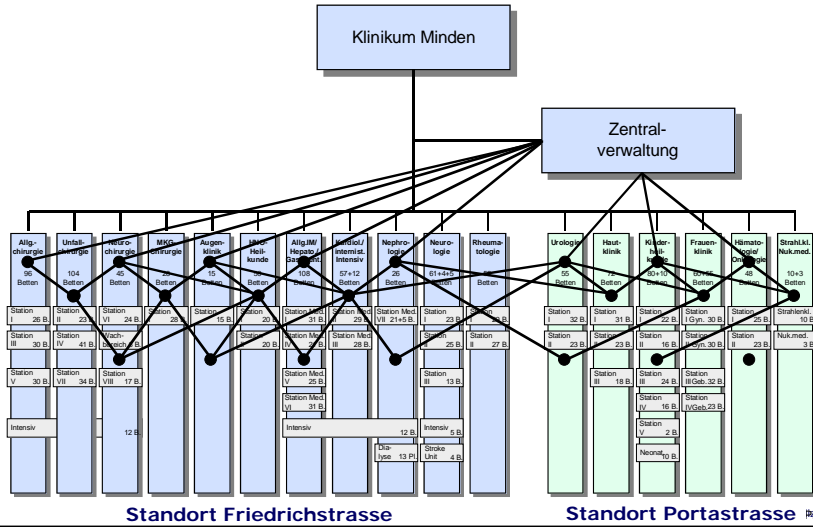 Klinikum Minden
Zentral-
verwaltung
Allg.-
chirurgie
96
Betten
Station
I 26 B.
Station
III 30 B.
Station
V 30 B.
Intensiv
Unfall-
chirurgie
104
Betten
Station
II 23 B.
Station
IV 41 B.
Station
VII 34 B.
Neuro-
chirurgie
45
Betten
Station
VI 24 B.
Wach-
bereich
Station
VIII 17 B.
12 B.
MKG
Chirurgie
Betten
Station
28 B.
Augen-
klinik
15
Betten
Station
15 B.
HNO-
Heil-
kunde
Betten
Station
I 20 B.
Station
II 20 B.
Allg.IM/
Hepato /
108
Betten
Station Med.
31 B.
Station Med.
IV
Station Med.
V 25 B.
Station Med.
VI 31 B.
Intensiv
12 B.
Kardiol./
internist.
Intensiv
57+12
Betten
Station Med.
II 29 B.
Station Med.
III 28 B.
Nephro-
logie
26
Betten
Station Med.
VII 21+5 B.
Dia-
lyse 13 Pl.
Neuro-
logie
61+4+5
Betten
Station
I 23 B.
Station
II 25 B.
Station
III 13 B.
Intensiv
5 B.
Stroke
Unit 4 B.
Rheuma-
tologie
Betten
Station
Station
II 27 B.
Urologie
55
Betten
Station
I 32 B.
Station
II 23 B.
Haut-
klinik
72
Betten
Station
I 31 B.
Station
II 23 B.
Station
III 18 B.
Kinder-
heil-
80+10
Betten
Station
I 22 B.
Station
II 16 B.
Station
III 24 B.
Station
IV 16 B.
Station
V 2 B.
Neonat.
10 B.
Frauen-
klinik
Betten
Station
I Gyn. 30 B.
Station
II Gyn. 30 B.
Station
III Geb. 32 B.
Station
IV Geb. 23 B.
Hämato-
logie/
Onkologie
48
Betten
Station
I 25 B.
Station
II 23 B.
Strahl.kl.
Nuk.med.
10+3
Betten
Strahlenkl.
10 B.
Nuk.med.
3 B.
Standort Friedrichstrasse
Standort Portastrasse